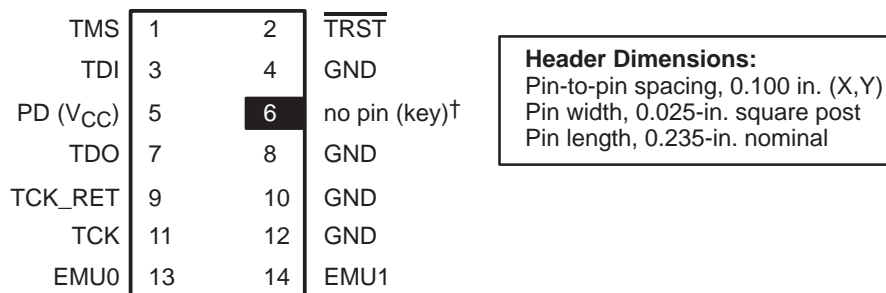 TMS 1 2 T̅R̅S̅T̅
TDI 3 4 GND
PD (VCC) 5 6 no pin (key)†
TDO 7 8 GND
TCK_RET 9 10 GND
TCK 11 12 GND
EMU0 13 14 EMU1
Header Dimensions:
Pin-to-pin spacing, 0.100 in. (X,Y)
Pin width, 0.025-in. square post
Pin length, 0.235-in. nominal